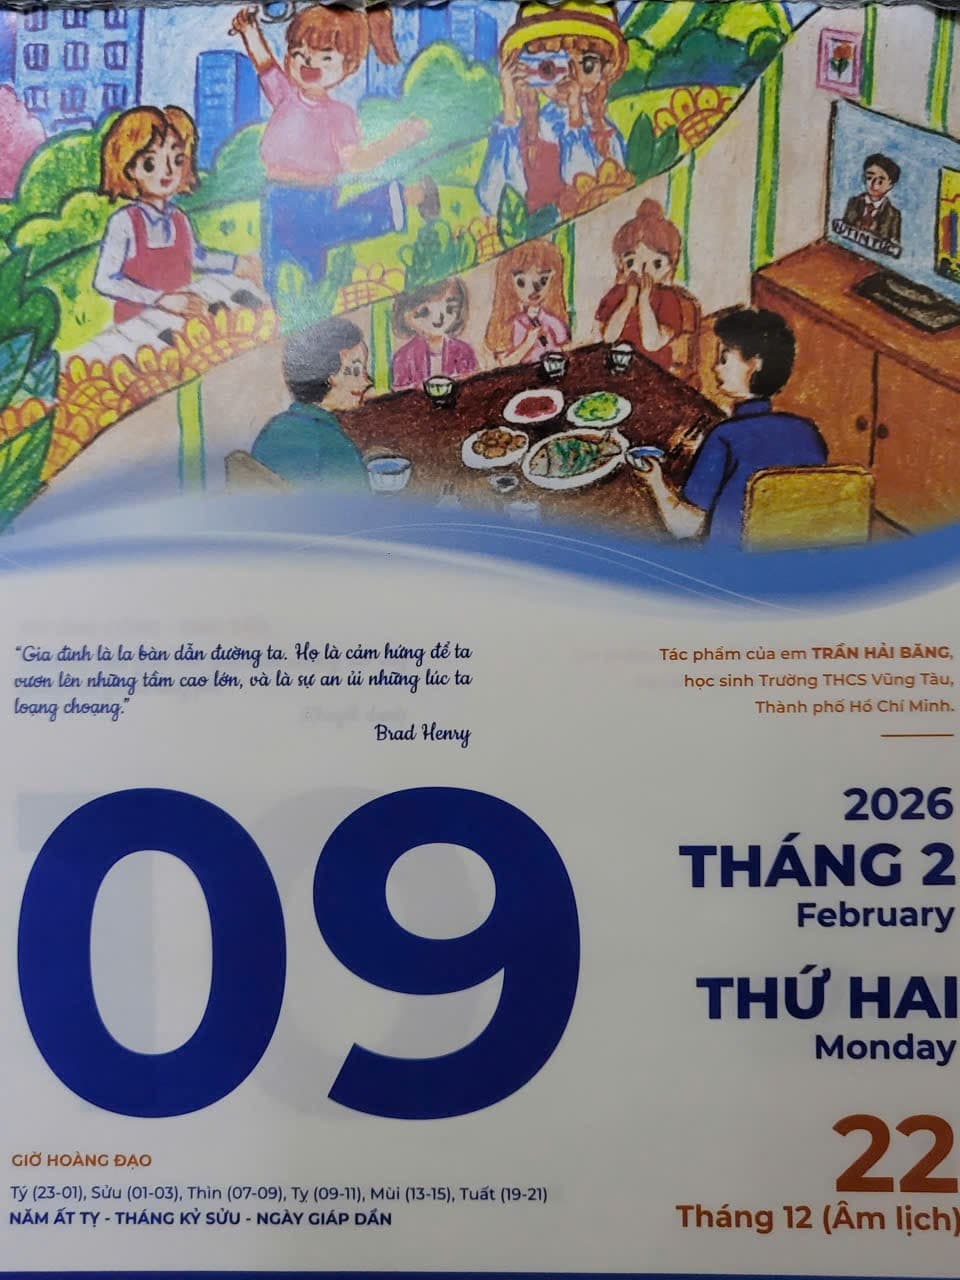 “Gia đình là la bàn dẫn đường ta. Họ là cảm hứng để ta
vươn lên những tầm cao lớn, và là sự an ủi những lúc ta
loạng choạng.”
Brad Henry
Tác phẩm của em TRẦN HẢI BĂNG,
học sinh Trường THCS Vũng Tàu,
Thành phố Hồ Chí Minh.
09
2026
THÁNG 2
February
THỨ HAI
Monday
22
Tháng 12 (Âm lịch)
GIỜ HOÀNG ĐẠO
Tý (23-01), Sửu (01-03), Thìn (07-09), Tỵ (09-11), Mùi (13-15), Tuất (19-21)
NĂM ẤT TỴ - THÁNG KỶ SỬU - NGÀY GIÁP DẦN